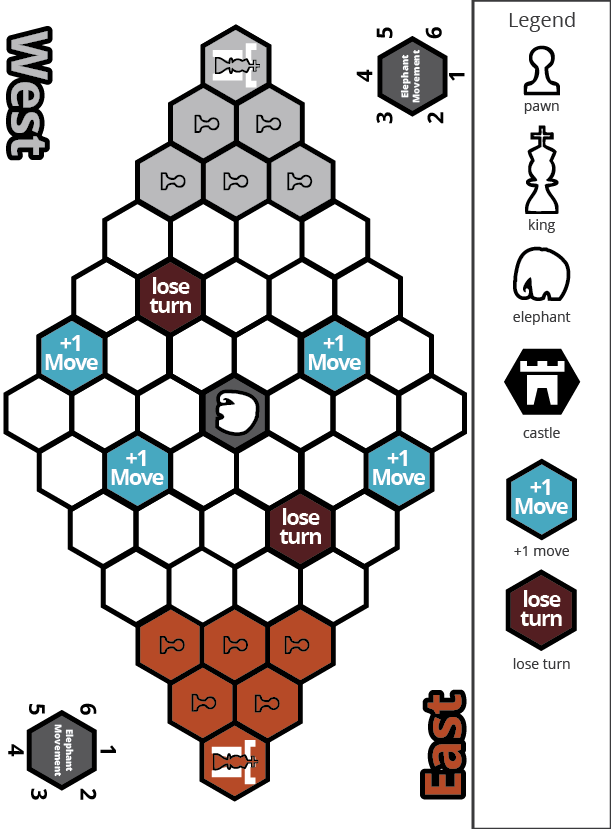 West
5
6
4
Elephant
Movement
1
3
2
lose
turn
+1
Move
+1
Move
+1
Move
+1
Move
lose
turn
East
5
6
4
Elephant
Movement
1
3
2
Legend
pawn
king
elephant
castle
+1
Move
+1 move
lose
turn
lose turn